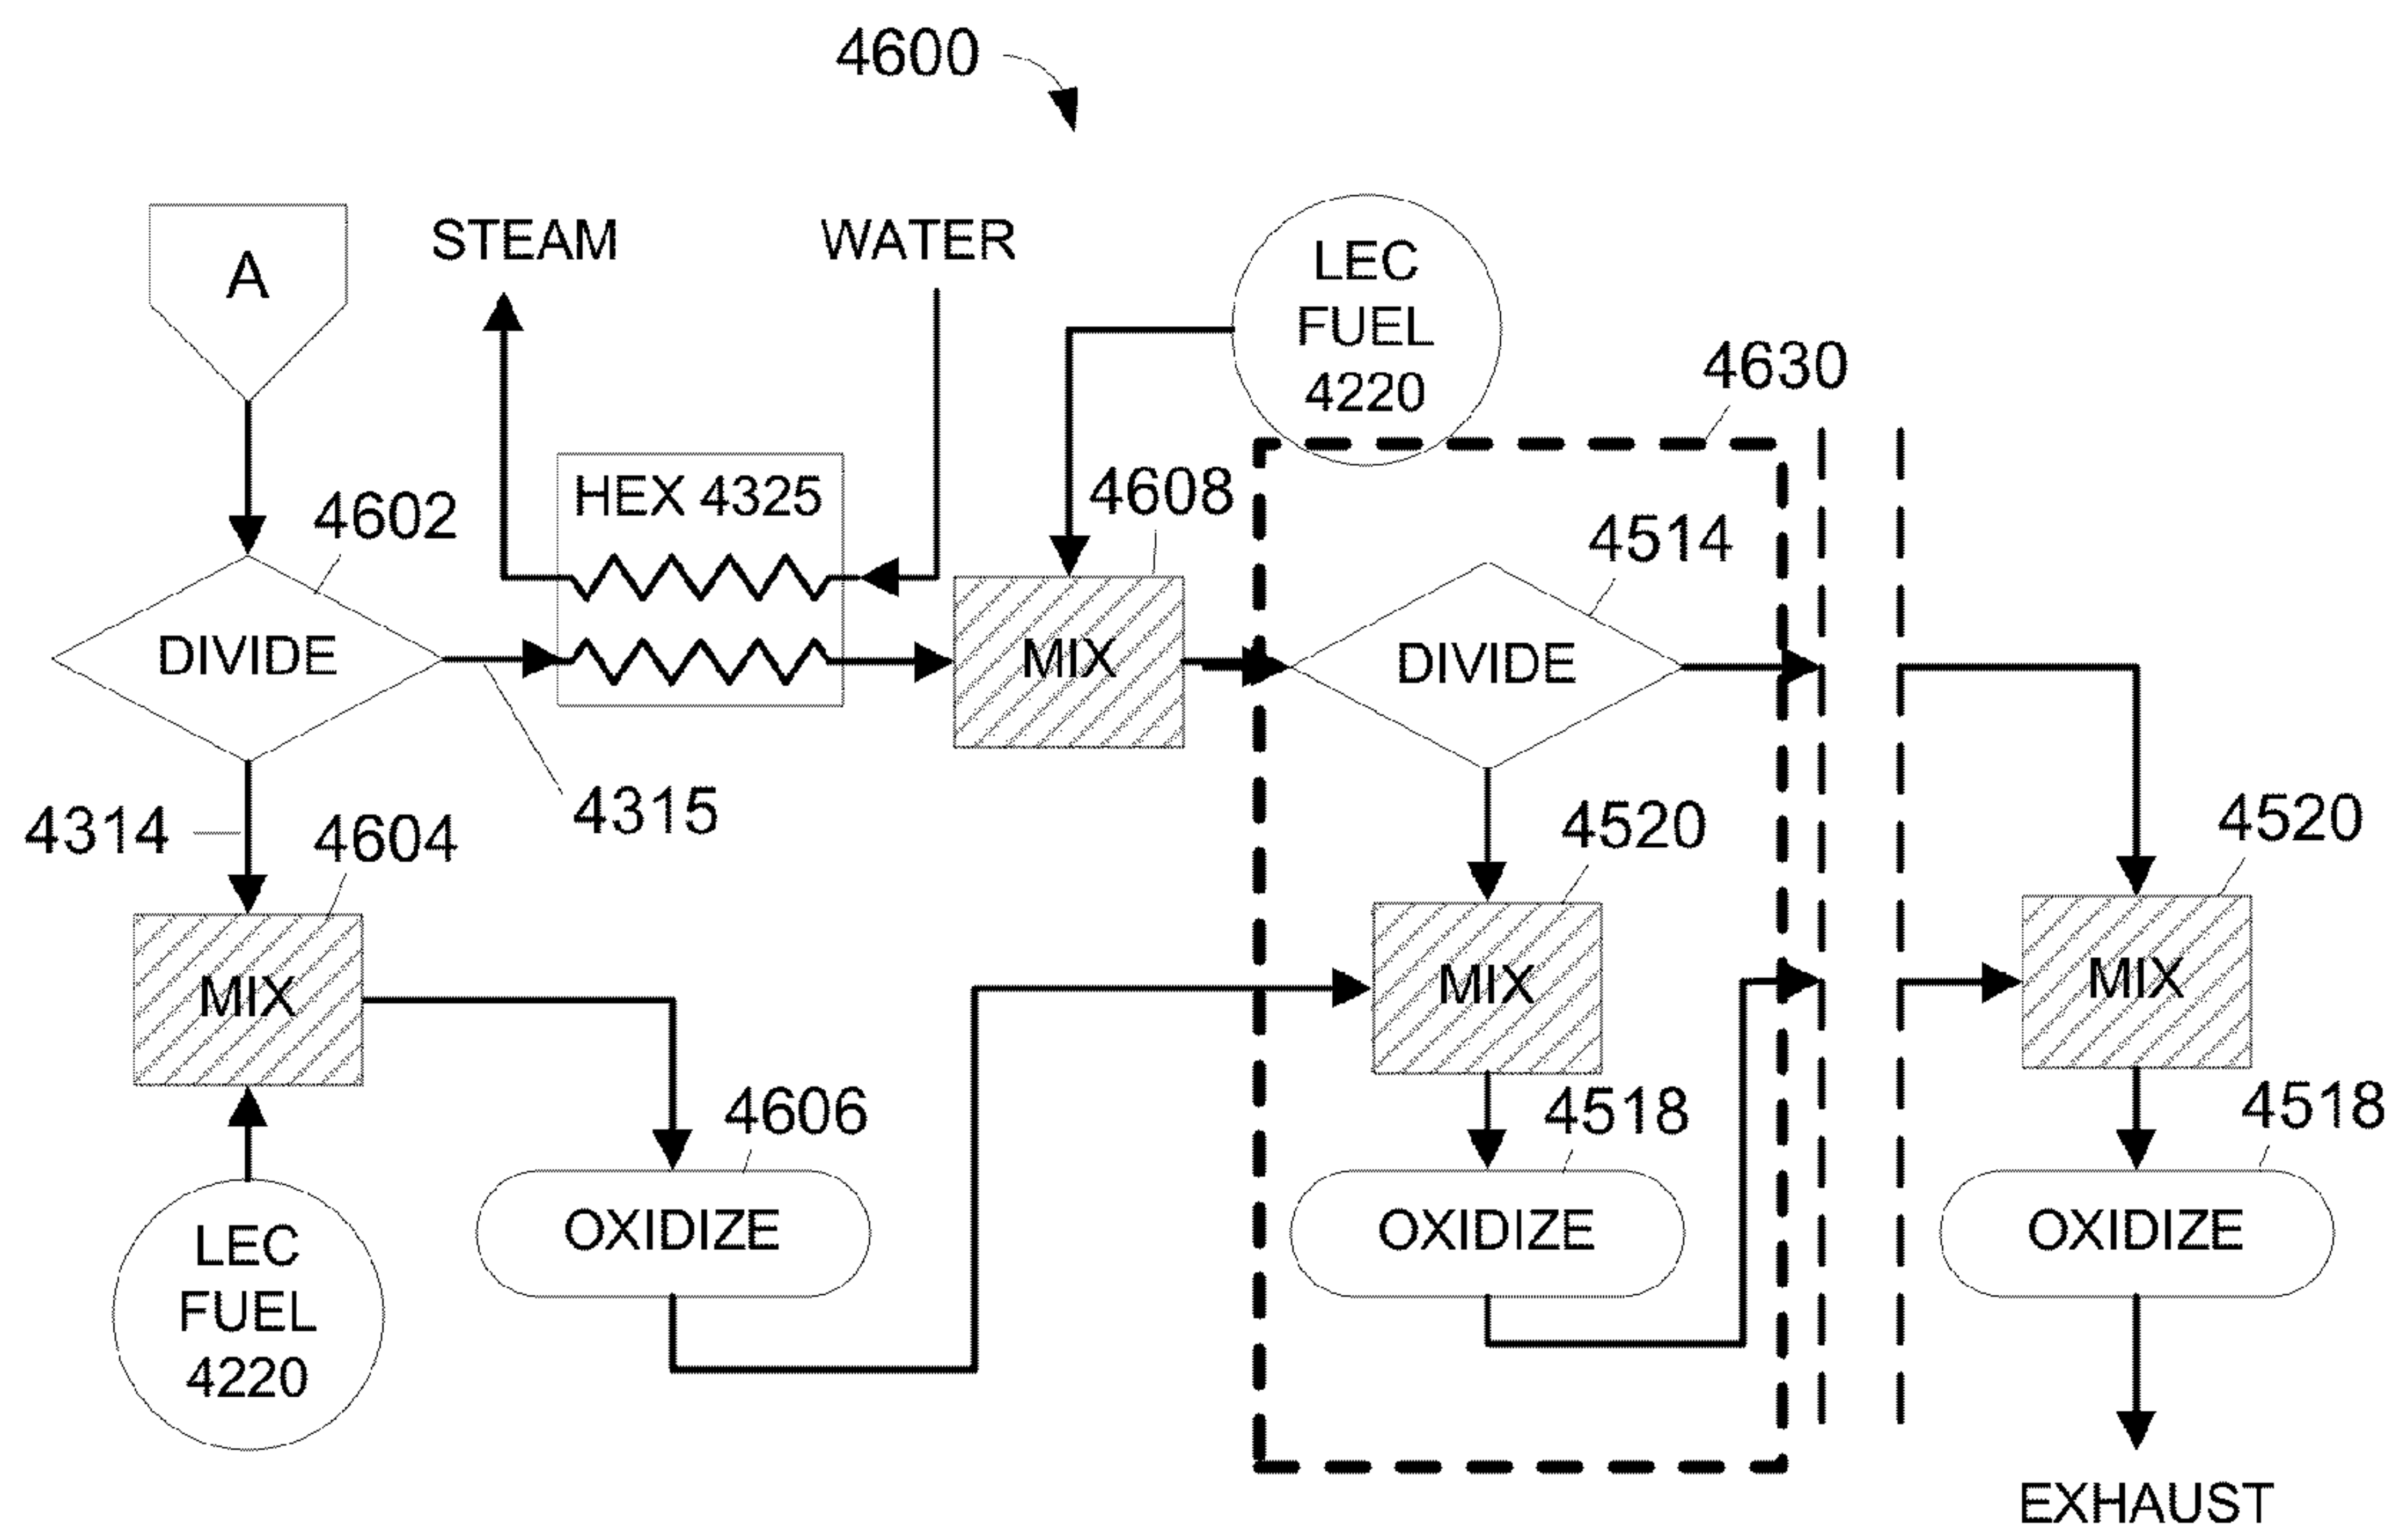 4600
A
STEAM
WATER
LEC
FUEL
4220
4630
4602
HEX 4325
4608
4514
DIVIDE
MIX
DIVIDE
4315
4314
4604
4520
4520
MIX
MIX
MIX
4606
4518
4518
OXIDIZE
OXIDIZE
OXIDIZE
LEC
FUEL
4220
EXHAUST